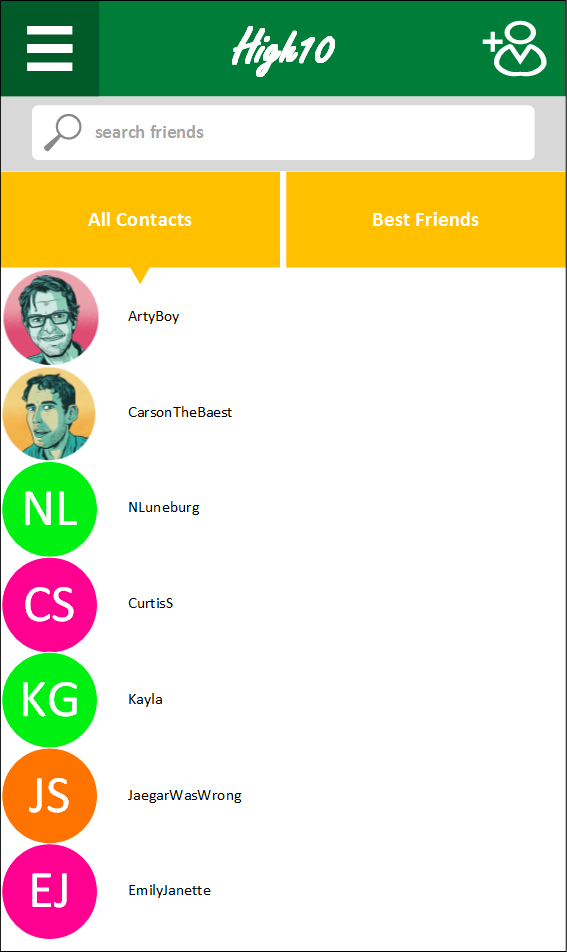 High10
search friends
All Contacts
Best Friends
ArtyBoy
CarsonTheBaest
NL
NLuneburg
CS
CurtisS
KG
Kayla
JS
JaegarWasWrong
EJ
EmilyJanette